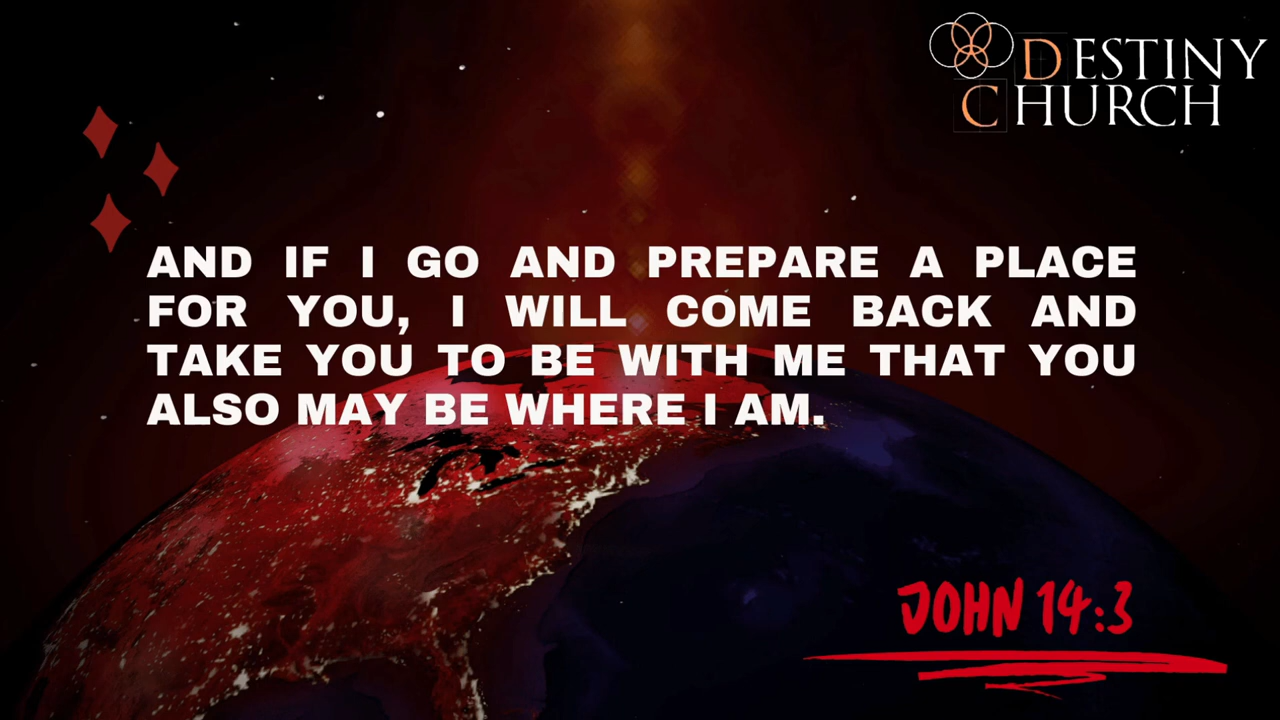 DESTINY
CHURCH
AND IF I GO AND PREPARE A PLACE
FOR YOU, I WILL COME BACK AND
TAKE YOU TO BE WITH ME THAT YOU
ALSO MAY BE WHERE I AM.
JOHN 14:3